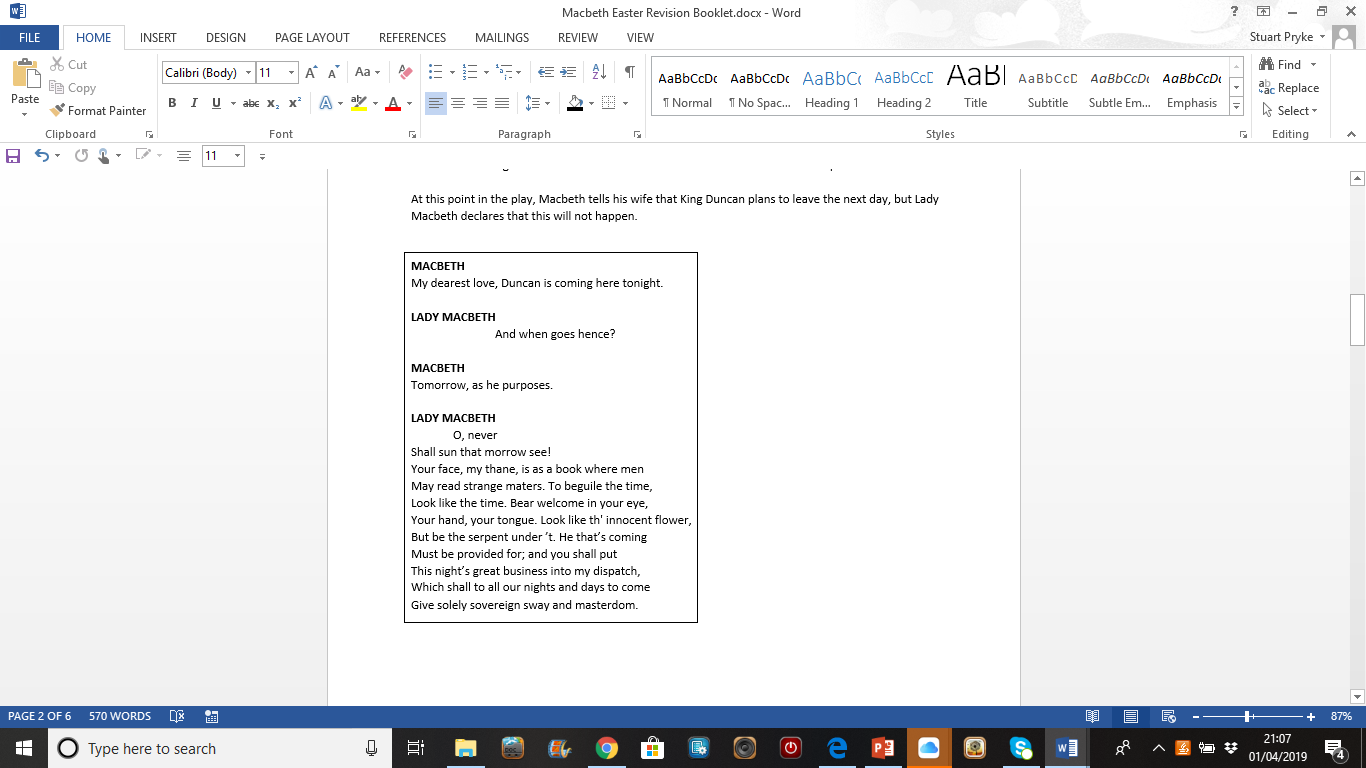 Macbeth Easter Revision Booklet.docx - Word
FILE HOME INSERT DESIGN PAGE LAYOUT REFERENCES MAILINGS REVIEW VIEW Stuart Pryke
Paste
Cut
Copy
Format Painter
Clipboard
Calibri (Body) 11
Font
Paragraph
AaBbCcDc AaBbCcDc AaBbCc AaBbCcD AaBl AaBbCcD AaBbCcDc AaBbCcDc
¶ Normal ¶ No Spac... Heading 1 Heading 2 Title Subtitle Subtle Em... Emphasis
Styles
Find
Replace
Select
Editing
11
At this point in the play, Macbeth tells his wife that King Duncan plans to leave the next day, but Lady
Macbeth declares that this will not happen.
MACBETH
My dearest love, Duncan is coming here tonight.
LADY MACBETH
And when goes hence?
MACBETH
Tomorrow, as he purposes.
LADY MACBETH
O, never
Shall sun that morrow see!
Your face, my thane, is as a book where men
May read strange maters. To beguile the time,
Look like the time. Bear welcome in your eye,
Your hand, your tongue. Look like th' innocent flower,
But be the serpent under ’t. He that’s coming
Must be provided for; and you shall put
This night’s great business into my dispatch,
Which shall to all our nights and days to come
Give solely sovereign sway and masterdom.
PAGE 2 OF 6 570 WORDS 87%
Type here to search
21:07
01/04/2019
4